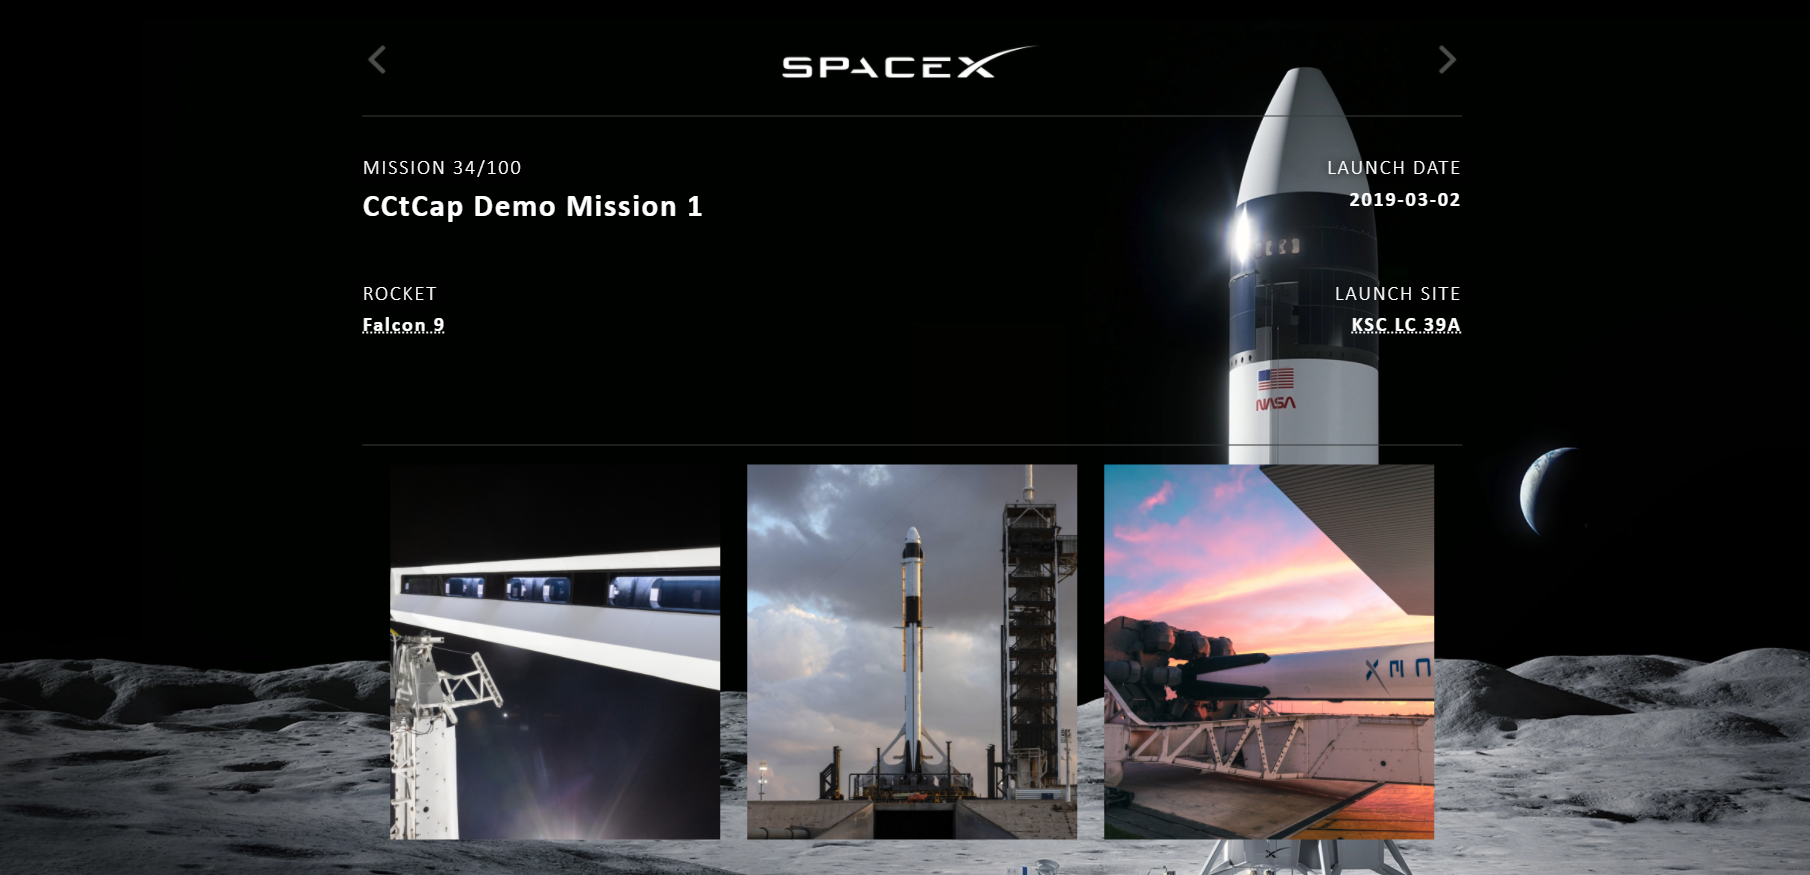 SPACEX
MISSION 34/100
CCtCap Demo Mission 1
LAUNCH DATE
2019-03-02
ROCKET
Falcon 9
LAUNCH SITE
KSC LC 39A
NASA